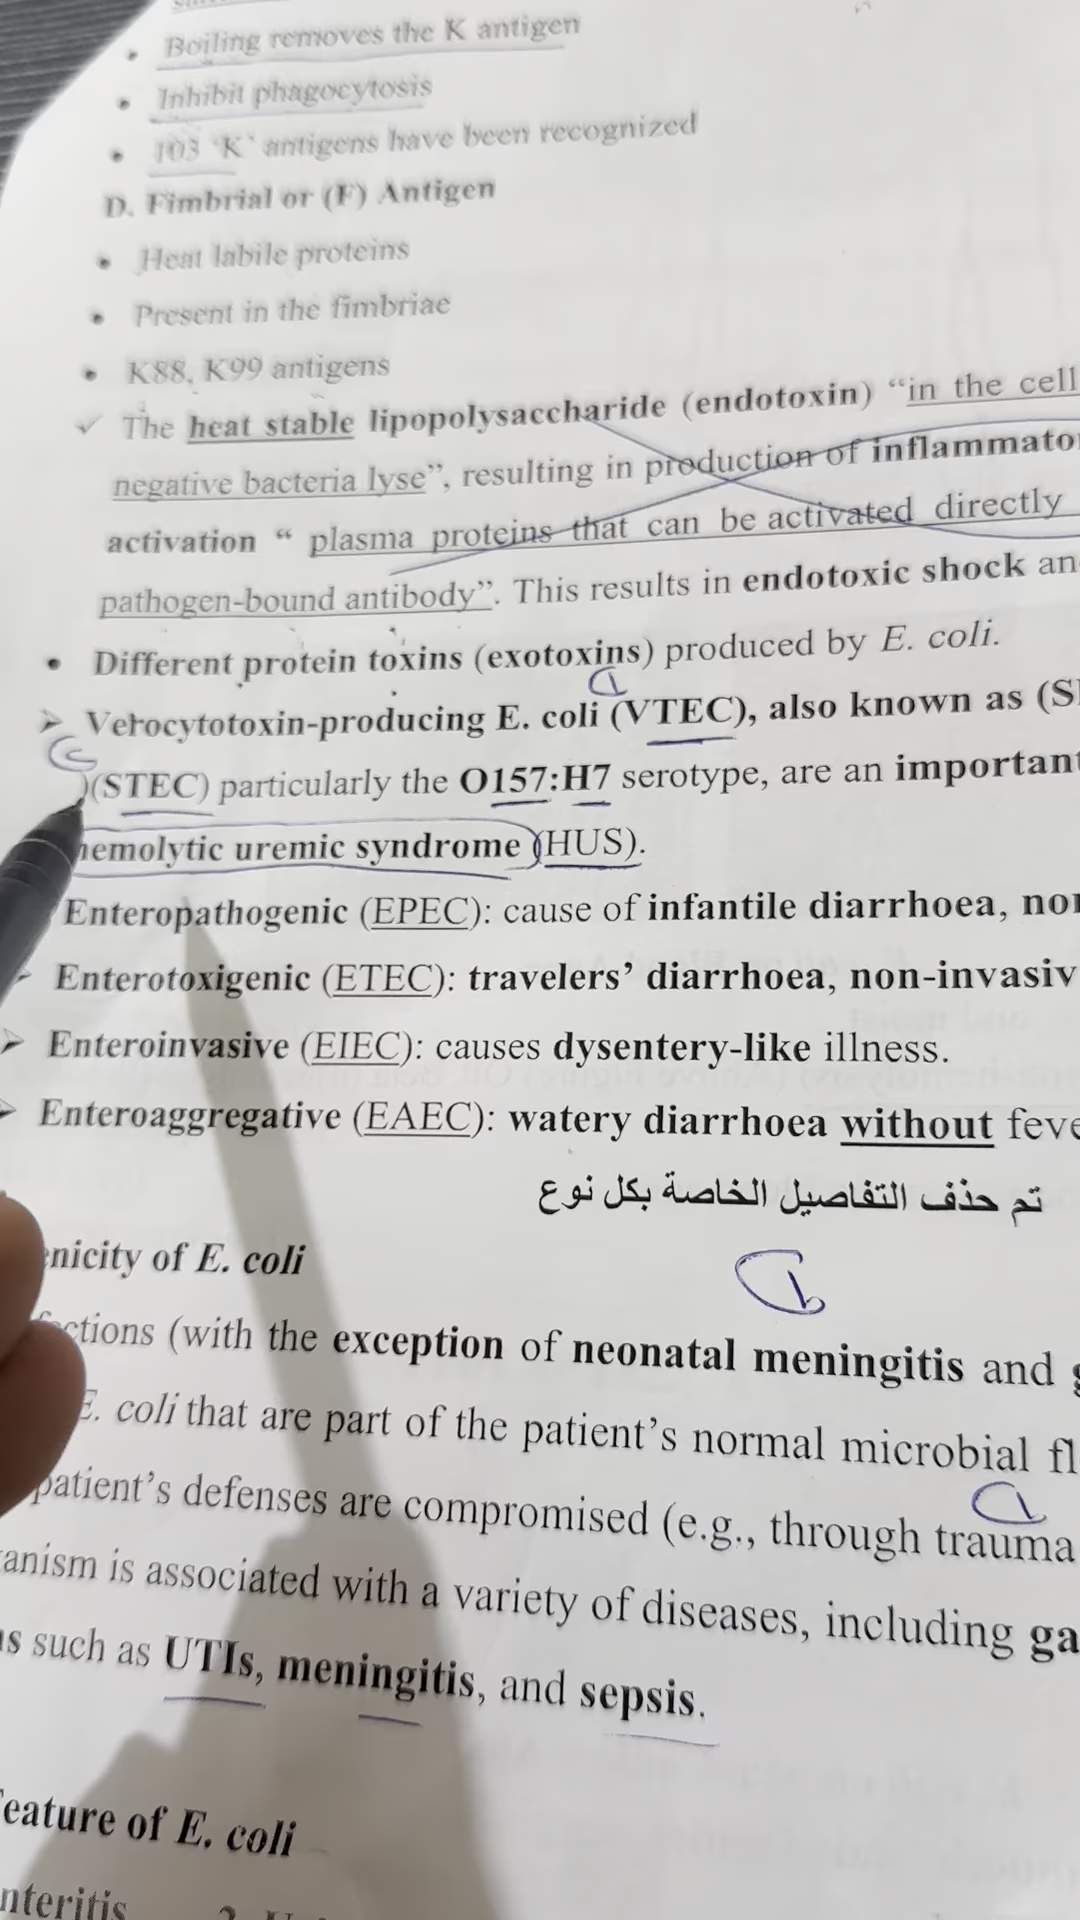 • Boiling removes the K antigen
• Inhibit phagocytosis
• 103 ‘K’ antigens have been recognized
D. Fimbrial or (F) Antigen
• Heat labile proteins
• Present in the fimbriae
• K88, K99 antigens
✓ The heat stable lipopolysaccharide (endotoxin) “in the cell
negative bacteria lyse”, resulting in production of inflammato
activation “ plasma proteins that can be activated directly
pathogen-bound antibody”. This results in endotoxic shock an
• Different protein toxins (exotoxins) produced by E. coli.
➢ Verocytotoxin-producing E. coli (VTEC), also known as (S
)(STEC) particularly the O157:H7 serotype, are an important
hemolytic uremic syndrome (HUS).
Enteropathogenic (EPEC): cause of infantile diarrhoea, no
➢ Enterotoxigenic (ETEC): travelers’ diarrhoea, non-invasiv
➢ Enteroinvasive (EIEC): causes dysentery-like illness.
➢ Enteroaggregative (EAEC): watery diarrhoea without feve
تم حذف التفاصيل الخاصة بكل نوع
enicity of E. coli
ctions (with the exception of neonatal meningitis and g
E. coli that are part of the patient’s normal microbial fl
patient’s defenses are compromised (e.g., through trauma
anism is associated with a variety of diseases, including ga
ns such as UTIs, meningitis, and sepsis.
eature of E. coli
nteritis 2.